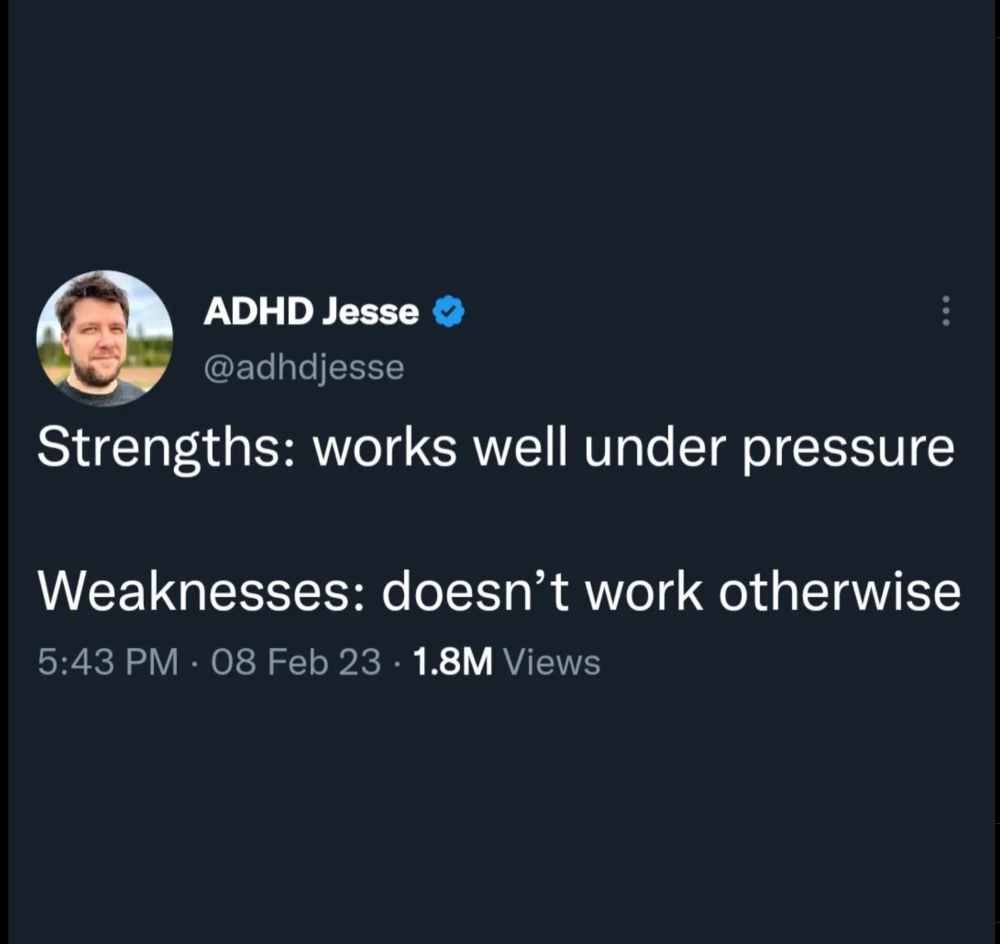 ADHD Jesse
@adhdjesse
Strengths: works well under pressure
Weaknesses: doesn’t work otherwise
5:43 PM · 08 Feb 23 · 1.8M Views